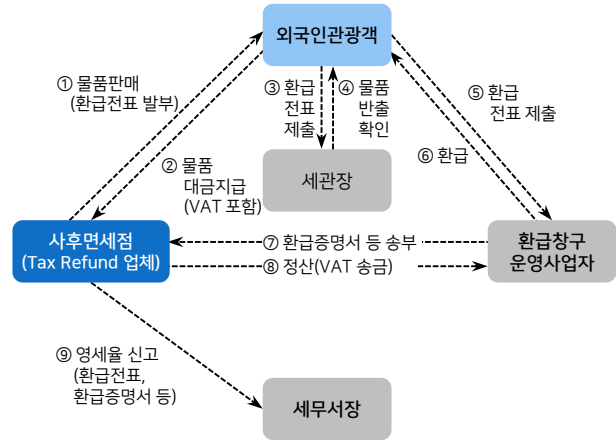 외국인관광객
① 물품판매
(환급전표 발부)
② 물품
대금지급
(VAT 포함)
③ 환급
전표
제출
④ 물품
반출
확인
⑤ 환급
전표 제출
⑥ 환급
세관장
사후면세점
(Tax Refund 업체)
⑦ 환급증명서 등 송부
⑧ 정산(VAT 송금)
환급창구
운영사업자
⑨ 영세율 신고
(환급전표,
환급증명서 등)
세무서장